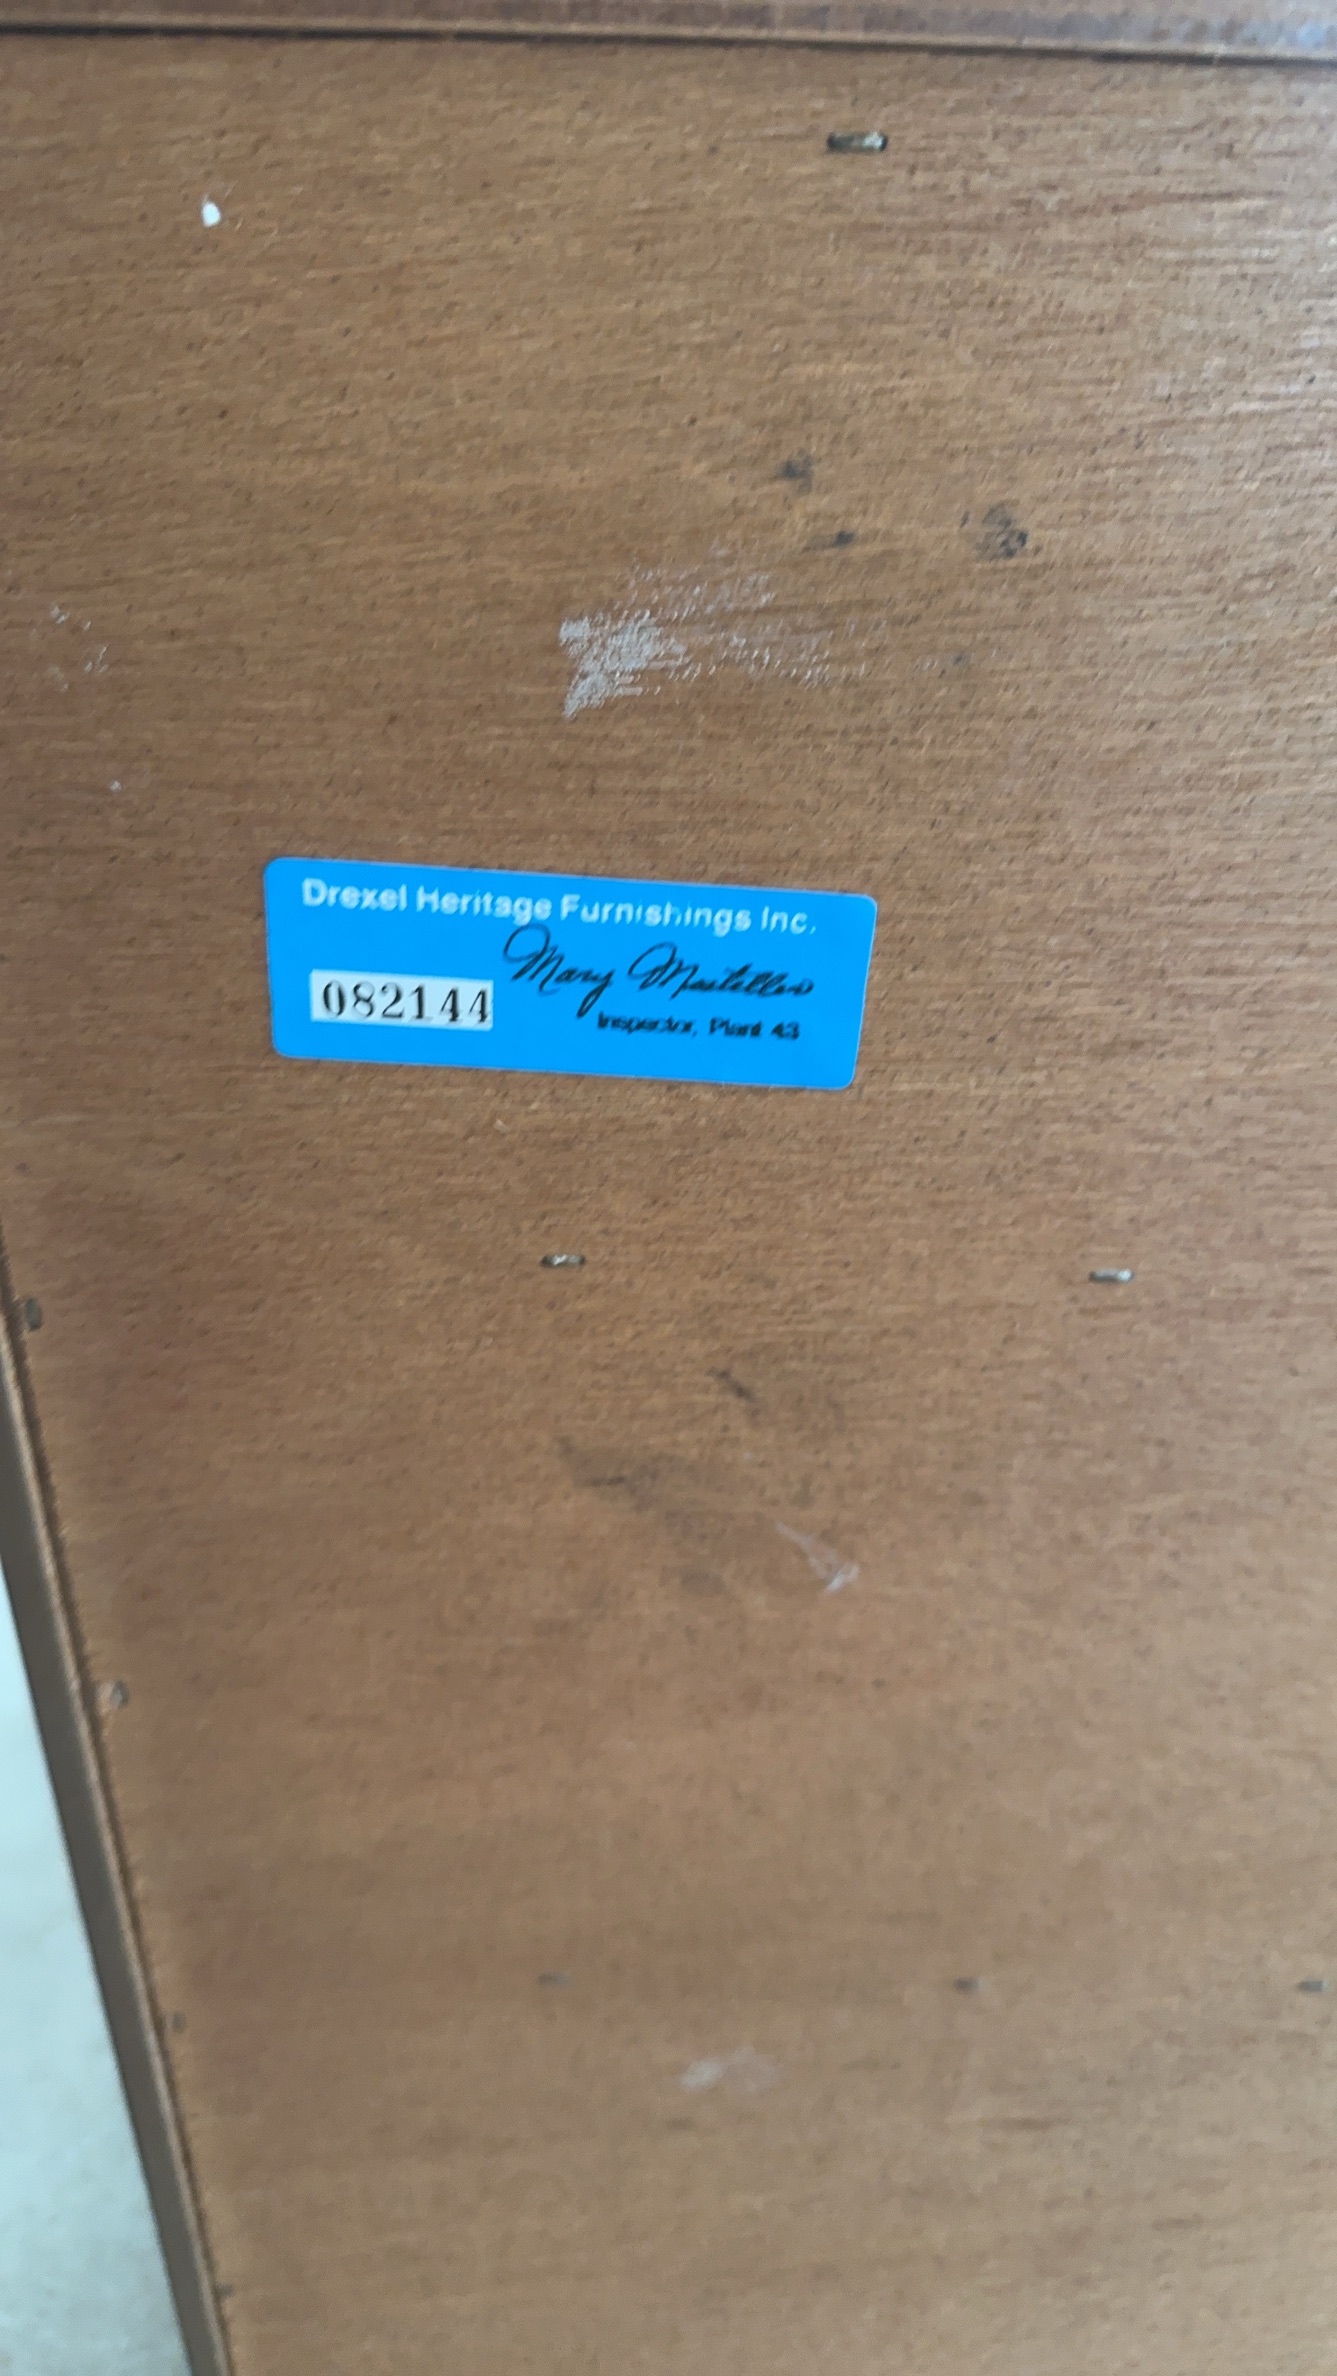 Drexel Heritage Furnishings Inc.
Mary
082144
Inspector, Plant 43